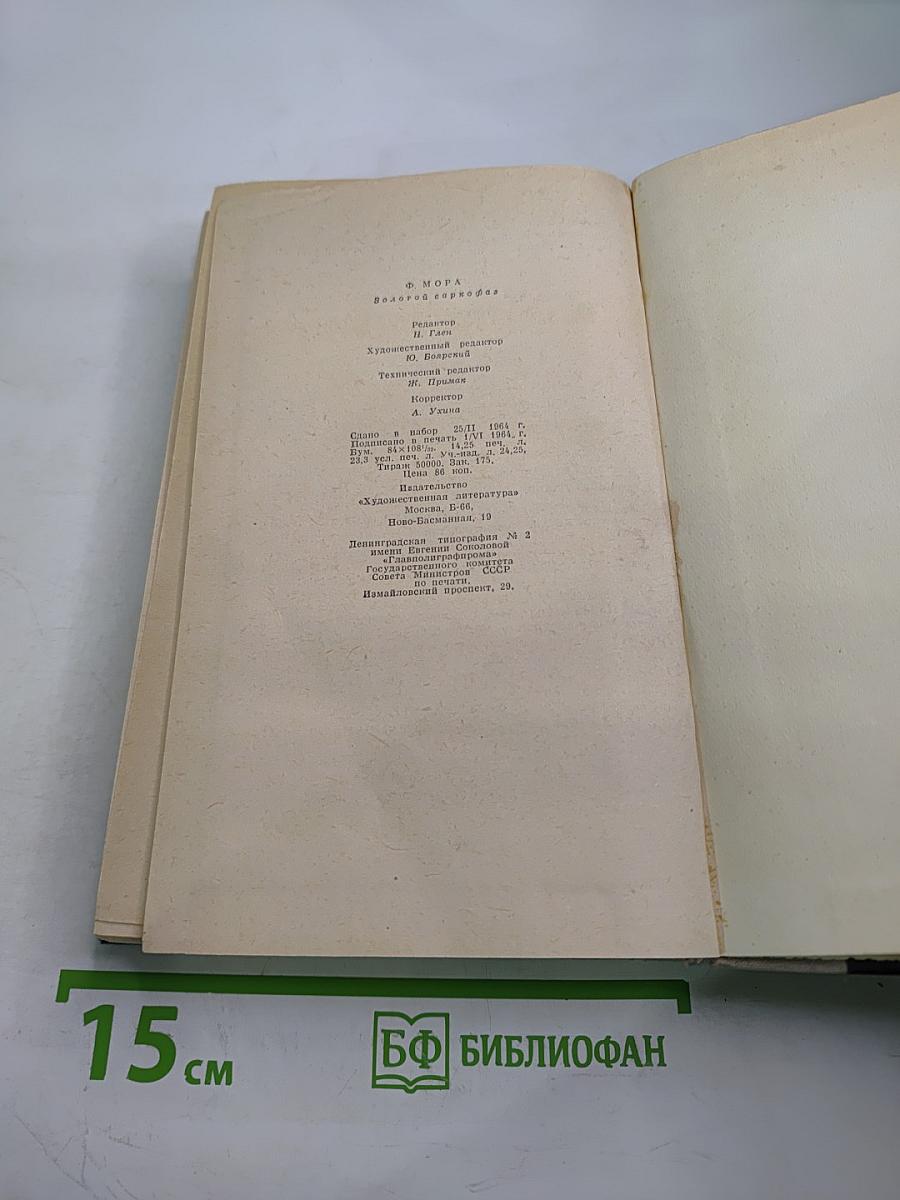 Ф. МОРА
Золотой саркофаг
Редактор
Н. Глен
Художественный редактор
Ю. Боярский
Технический редактор
Ж. Примак
Корректор
А. Ухина
Сдано в набор 25/II 1964 г.
Подписано в печать 1/VI 1964 г.
Бум. 84×108¹/₃₂. 14,25 печ. л.
23,3 усл. печ. л. Уч.-изд. л. 24,25.
Тираж 50000. Зак. 175.
Цена 86 коп.
Издательство
«Художественная литература»
Москва, Б-66,
Ново-Басманная, 19
Ленинградская типография № 2
имени Евгении Соколовой
«Главполиграфпрома»
Государственного комитета
Совета Министров СССР
по печати.
Измайловский проспект, 29.
15 см
БФ БИБЛИОФАН